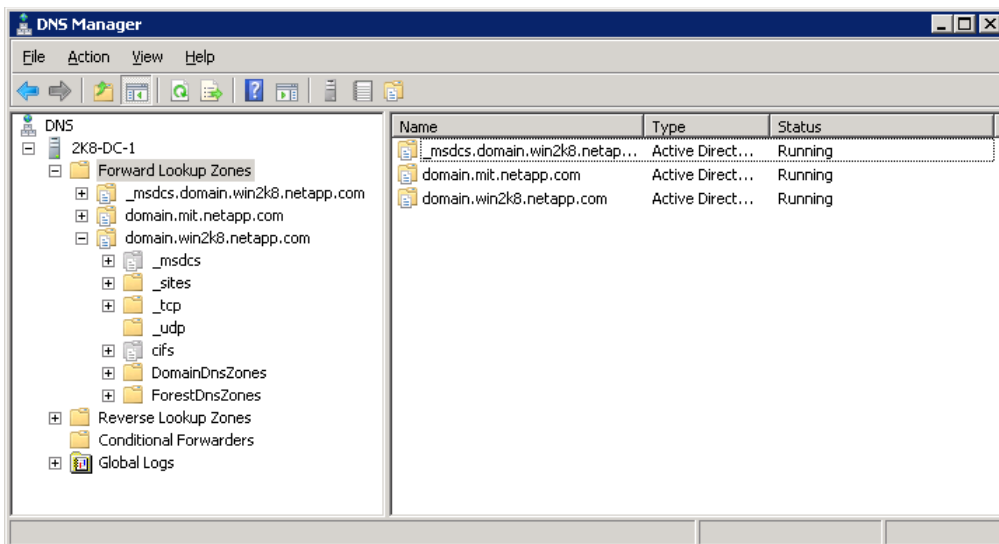 DNS Manager
File Action View Help
DNS
2K8-DC-1
Forward Lookup Zones
_msdcs.domain.win2k8.netapp.com
domain.mit.netapp.com
domain.win2k8.netapp.com
_msdcs
_sites
_tcp
_udp
cifs
DomainDnsZones
ForestDnsZones
Reverse Lookup Zones
Conditional Forwarders
Global Logs
Name Type Status
_msdcs.domain.win2k8.netap... Active Direct... Running
domain.mit.netapp.com Active Direct... Running
domain.win2k8.netapp.com Active Direct... Running